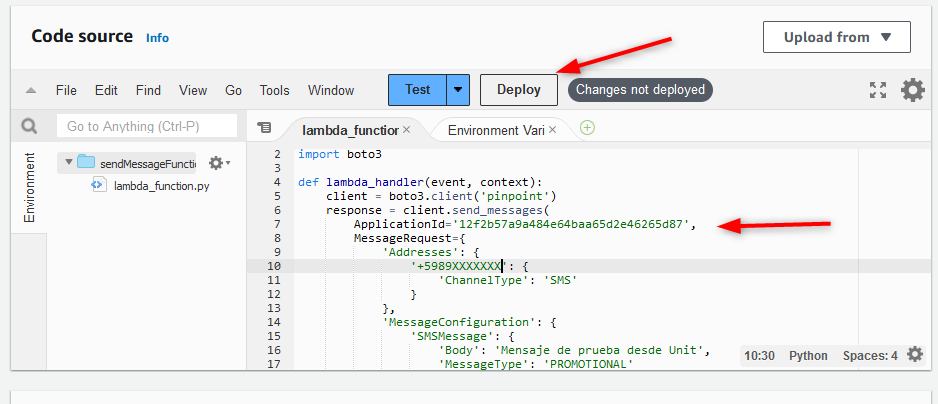 Code source Info
Upload from
File Edit Find View Go Tools Window Test Deploy Changes not deployed
Go to Anything (Ctrl-P)
lambda_function Environment Vari
Environment
sendMessageFuncti
lambda_function.py
2 import boto3
3
4 def lambda_handler(event, context):
5 client = boto3.client('pinpoint')
6 response = client.send_messages(
7 ApplicationId='12f2b57a9a484e64baa65d2e46265d87',
8 MessageRequest={
9 'Addresses': {
10 '+5989XXXXXXX': {
11 'ChannelType': 'SMS'
12 }
13 },
14 'MessageConfiguration': {
15 'SMSMessage': {
16 'Body': 'Mensaje de prueba desde Unit',
17 'MessageType': 'PROMOTIONAL'
10:30 Python Spaces: 4